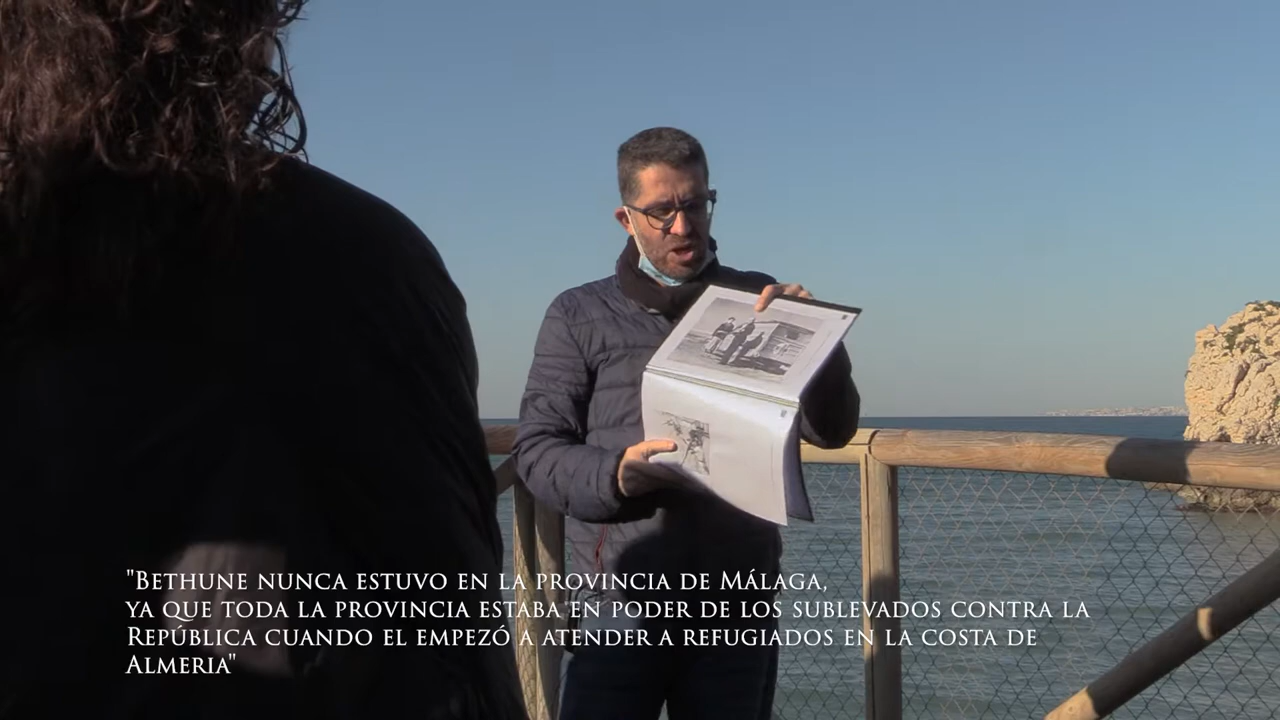 "Bethune nunca estuvo en la provincia de Málaga,
ya que toda la provincia estaba en poder de los sublevados contra la
República cuando el empezó a atender a refugiados en la costa de
Almeria"